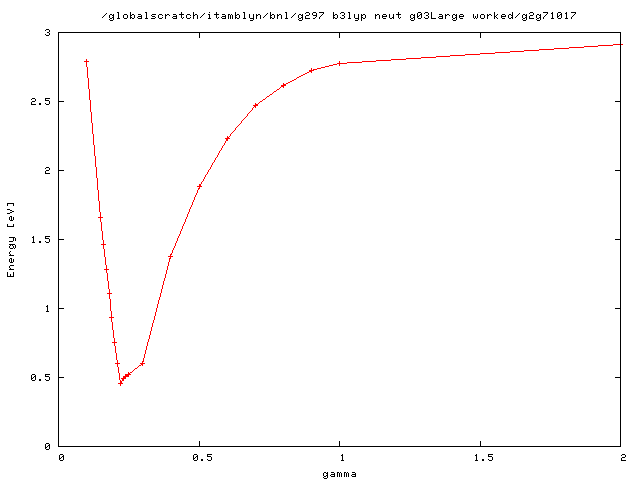 /globalscratch/itamblyn/bnl/g297 b3lyp neut g03Large worked/g2g71017
3
2.5
2
1.5
1
0.5
0
Energy [eV]
0 0.5 1 1.5 2
gamma